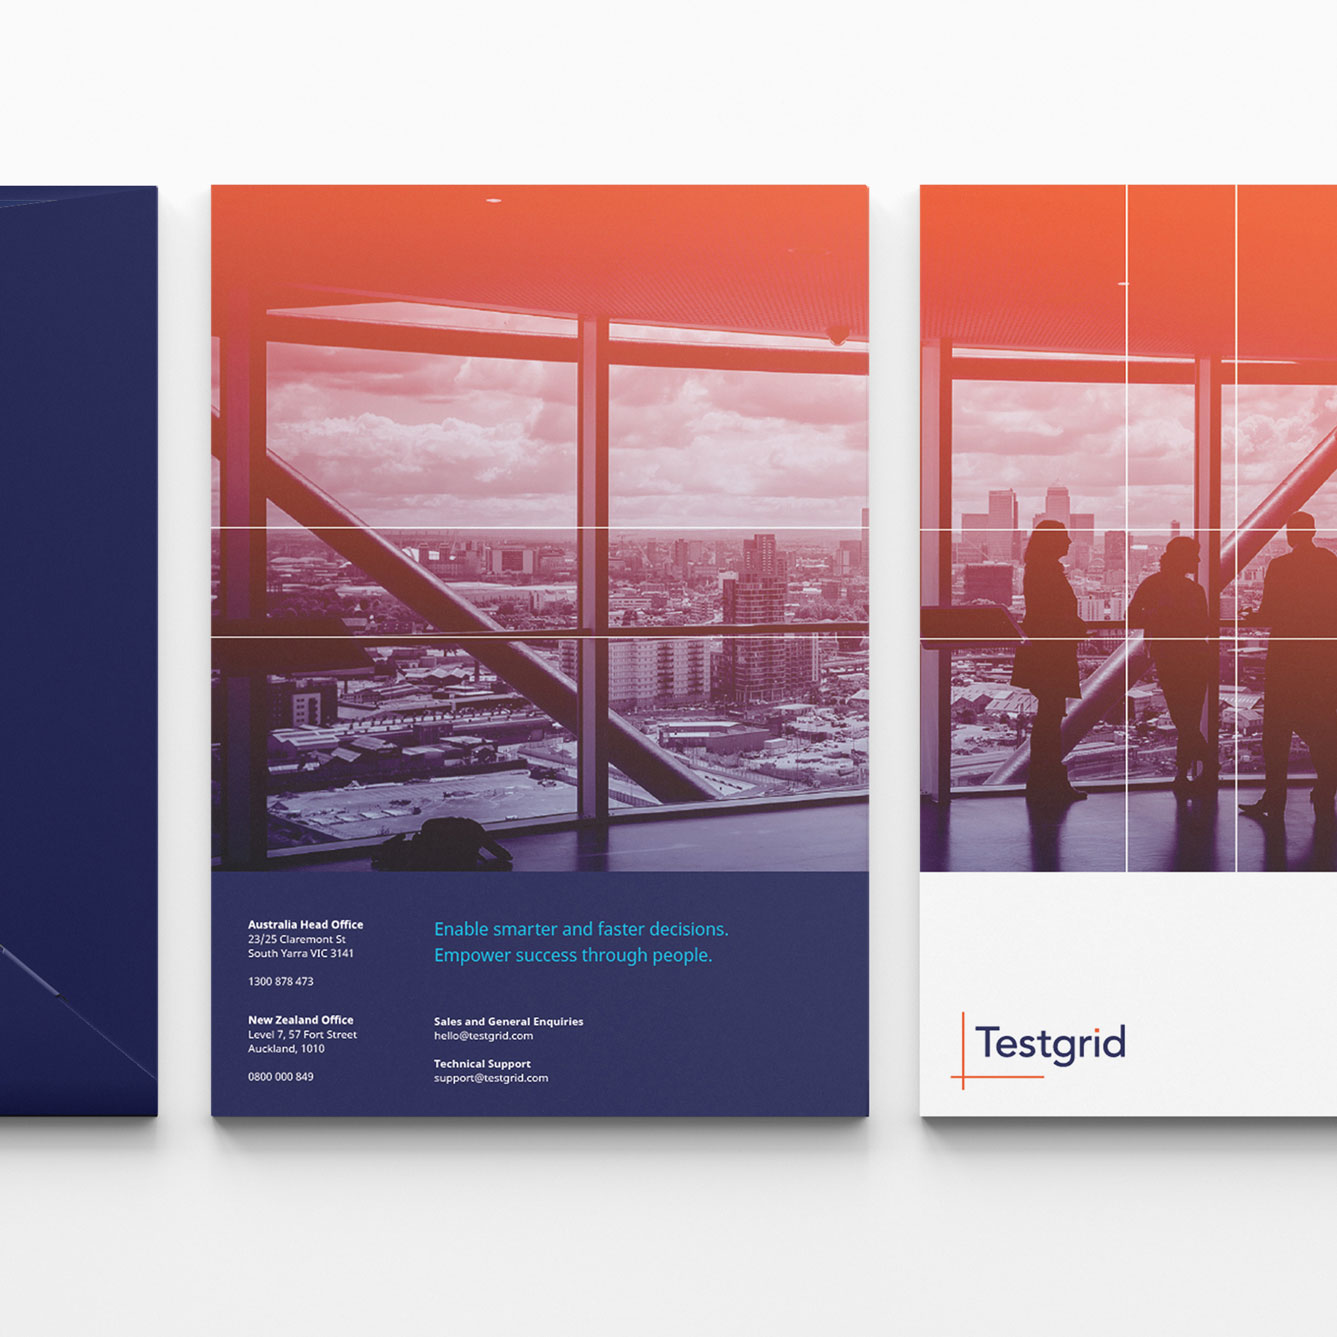 Australia Head Office
23/25 Claremont St
South Yarra VIC 3141
1300 878 473
New Zealand Office
Level 7, 57 Fort Street
Auckland, 1010
0800 000 849
Enable smarter and faster decisions.
Empower success through people.
Sales and General Enquiries
hello@testgrid.com
Technical Support
support@testgrid.com
Testgrid